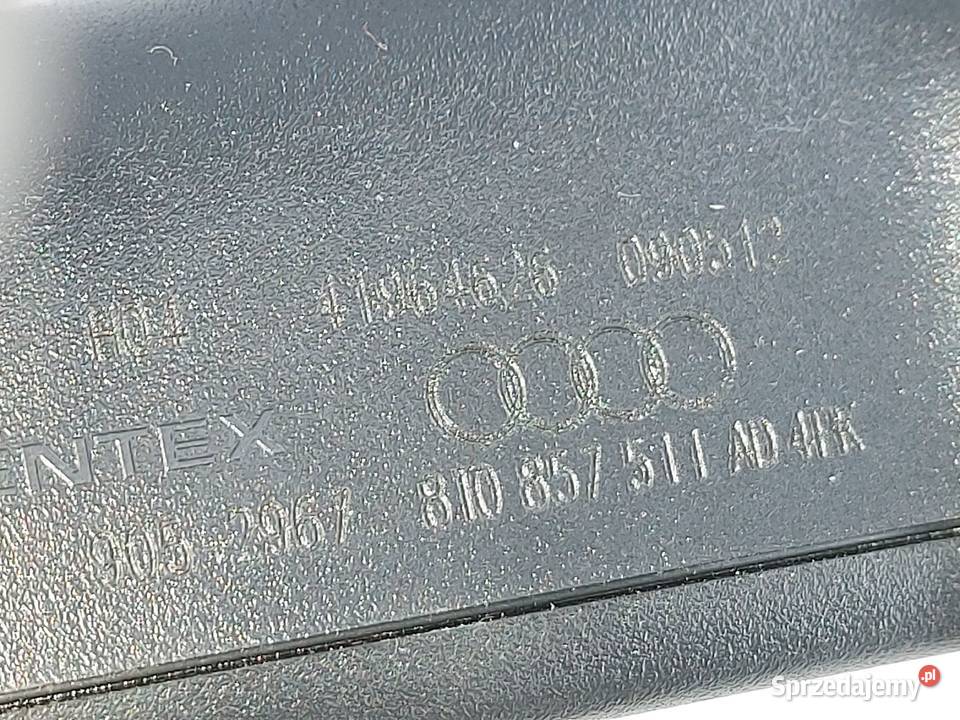 H04 41964626 090512
ENTEX
905-2967 8T0 857 511 AD 4PK
Sprzedajemy.pl